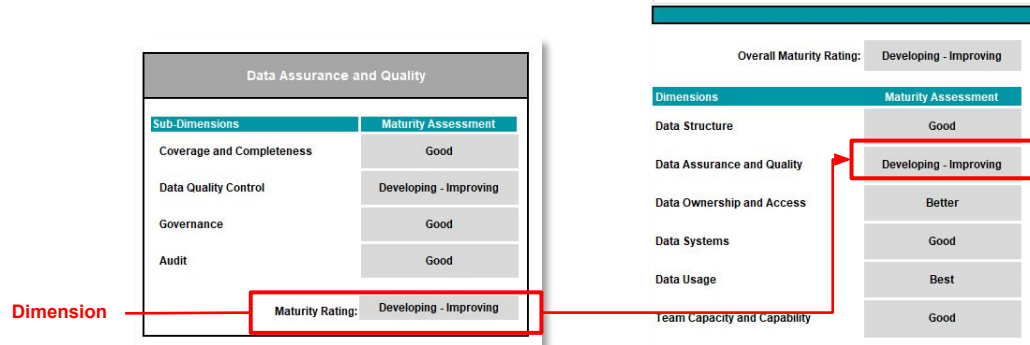 Data Assurance and Quality
Sub-Dimensions Maturity Assessment
Coverage and Completeness Good
Data Quality Control Developing - Improving
Governance Good
Audit Good
Maturity Rating: Developing - Improving
Dimension
Overall Maturity Rating: Developing - Improving
Dimensions Maturity Assessment
Data Structure Good
Data Assurance and Quality Developing - Improving
Data Ownership and Access Better
Data Systems Good
Data Usage Best
Team Capacity and Capability Good